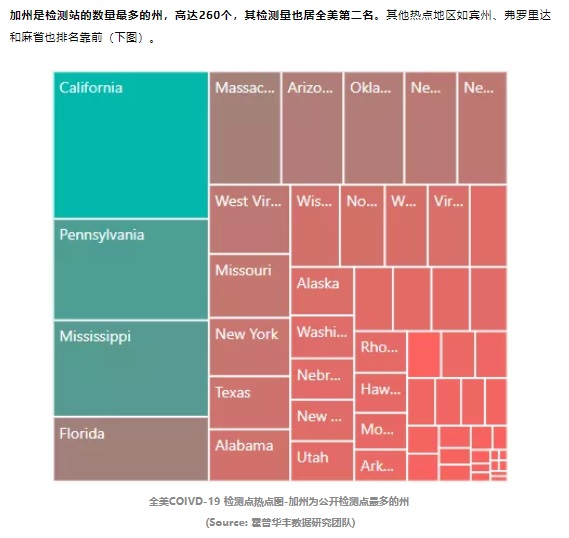 加州是检测站的数量最多的州，高达260个，其检测量也居全美第二名。其他热点地区如宾州、弗罗里达
和麻省也排名靠前（下图）。
California
Massac...
Arizo...
Okla...
Ne...
Ne...
West Vir...
Wis...
No...
W...
Vir...
Pennsylvania
Missouri
Alaska
Mississippi
New York
Washi...
Rho...
Texas
Nebr...
Haw...
Florida
Alabama
New ...
Mo...
Utah
Ark...
全美COIVD-19 检测点热点图-加州为公开检测点最多的州
(Source: 霍普华丰数据研究团队)